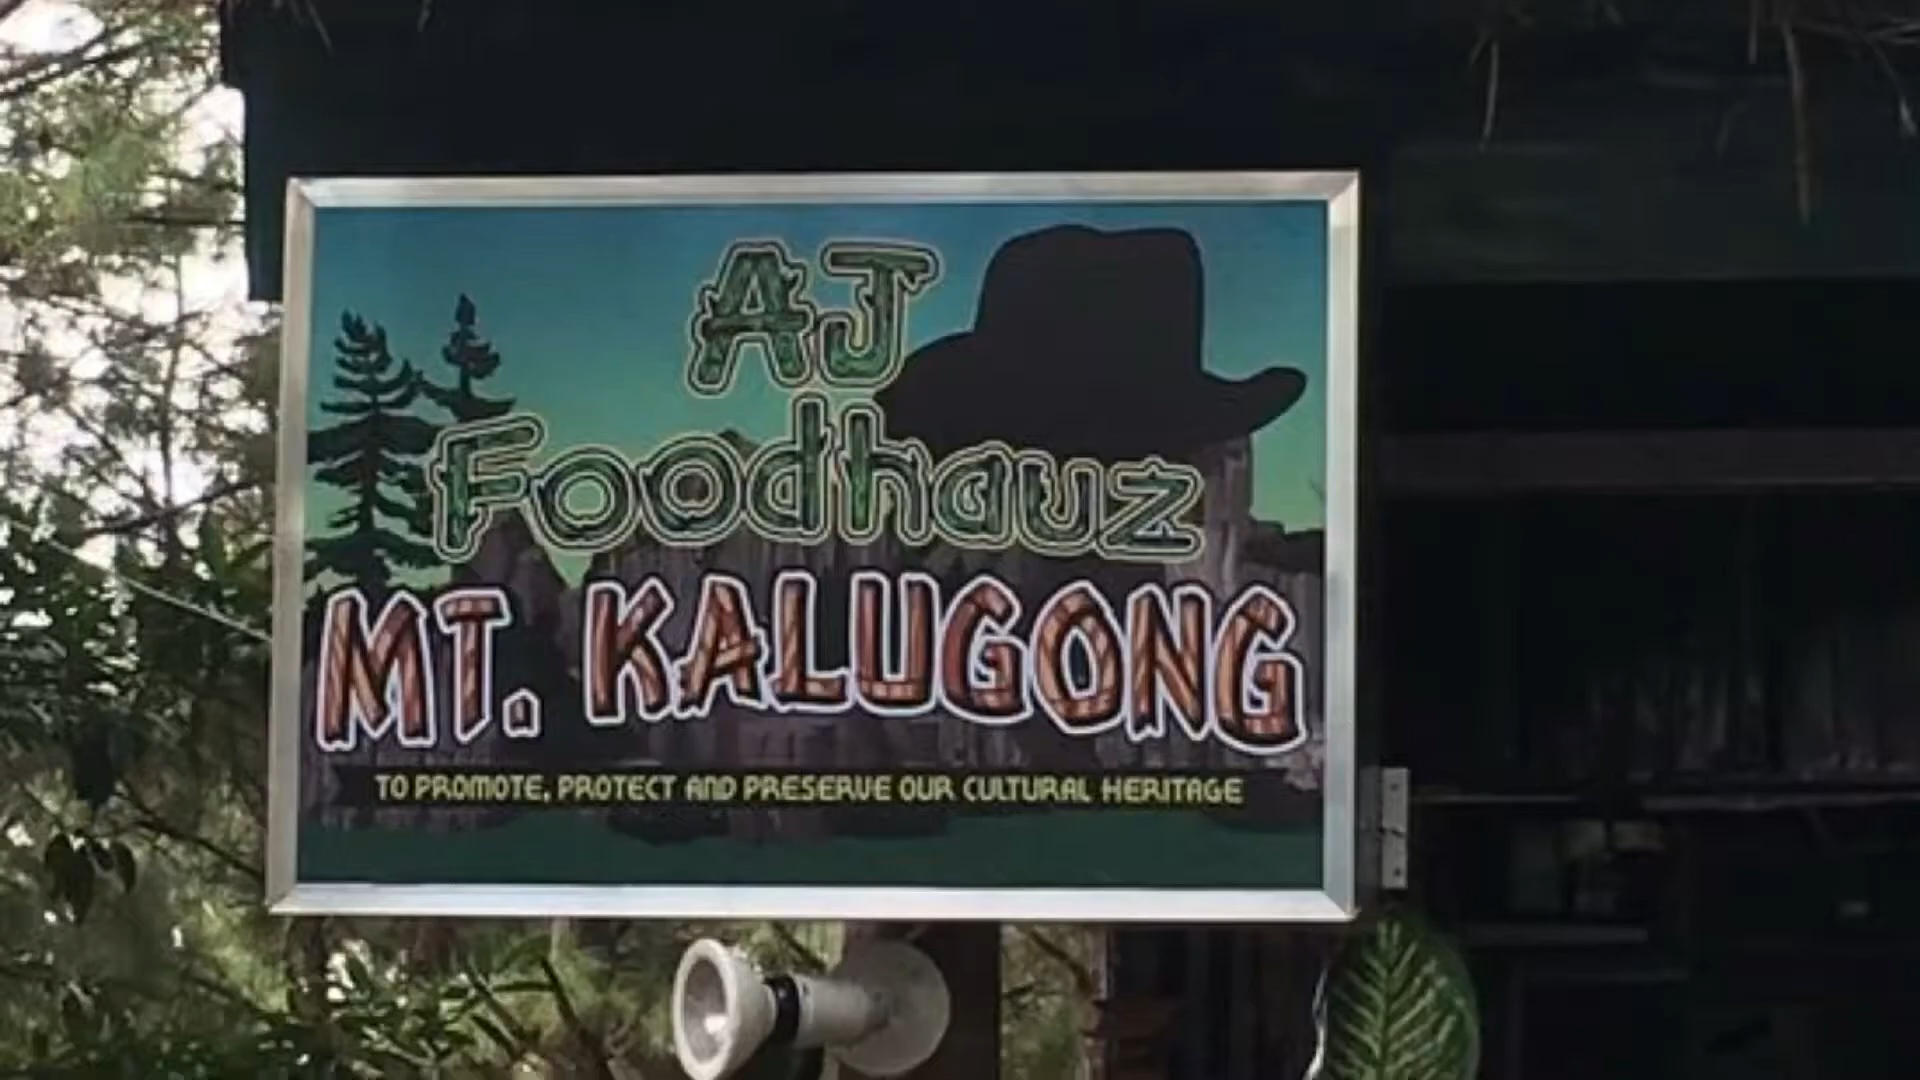 AJ
Foodhauz
MT. KALUGONG
TO PROMOTE, PROTECT AND PRESERVE OUR CULTURAL HERITAGE